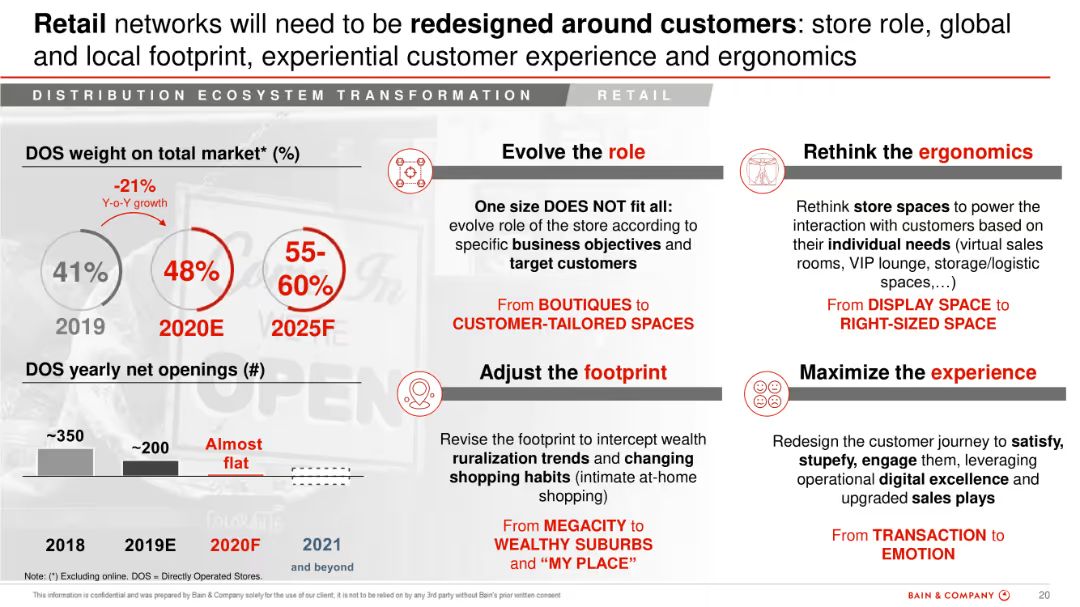 Retail networks will need to be redesigned around customers: store role, global
and local footprint, experiential customer experience and ergonomics
DISTRIBUTION ECOSYSTEM TRANSFORMATION
RETAIL
DOS weight on total market* (%)
-21%
Y-o-Y growth
41%
48%
55-
60%
2019
2020E
2025F
DOS yearly net openings (#)
~350
~200
Almost
flat
2018
2019E
2020F
2021
and beyond
Note: (*) Excluding online. DOS = Directly Operated Stores.
Evolve the role
One size DOES NOT fit all:
evolve role of the store according to
specific business objectives and
target customers
From BOUTIQUES to
CUSTOMER-TAILORED SPACES
Rethink the ergonomics
Rethink store spaces to power the
interaction with customers based on
their individual needs (virtual sales
rooms, VIP lounge, storage/logistic
spaces,…)
From DISPLAY SPACE to
RIGHT-SIZED SPACE
Adjust the footprint
Revise the footprint to intercept wealth
ruralization trends and changing
shopping habits (intimate at-home
shopping)
From MEGACITY to
WEALTHY SUBURBS
and “MY PLACE”
Maximize the experience
Redesign the customer journey to satisfy,
stupefy, engage them, leveraging
operational digital excellence and
upgraded sales plays
From TRANSACTION to
EMOTION
Come In
WE'RE
OPEN
This information is confidential and was prepared by Bain & Company solely for the use of our client; it is not to be relied on by any 3rd party without Bain's prior written consent
BAIN & COMPANY
20